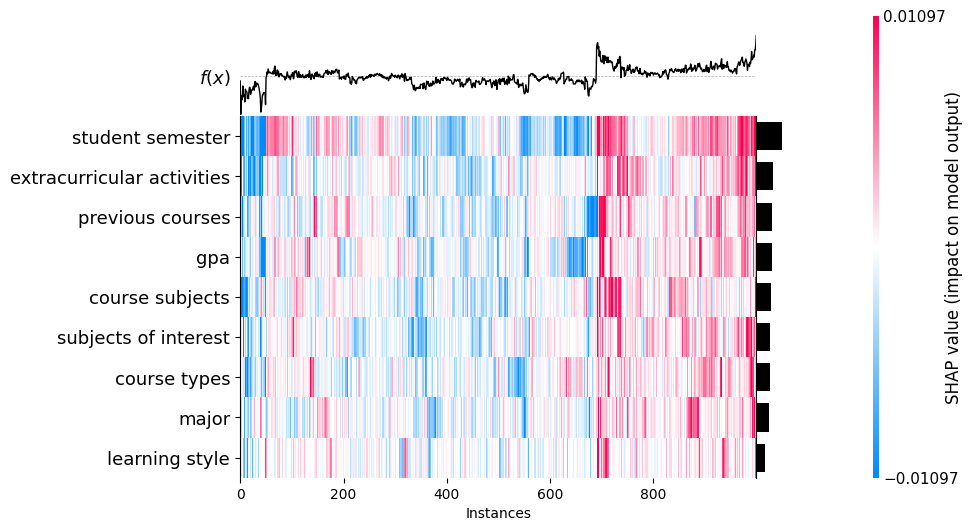 0.01097
f(x)
student semester
extracurricular activities
previous courses
gpa
course subjects
subjects of interest
course types
major
learning style
0 200 400 600 800
Instances
SHAP value (impact on model output)
−0.01097